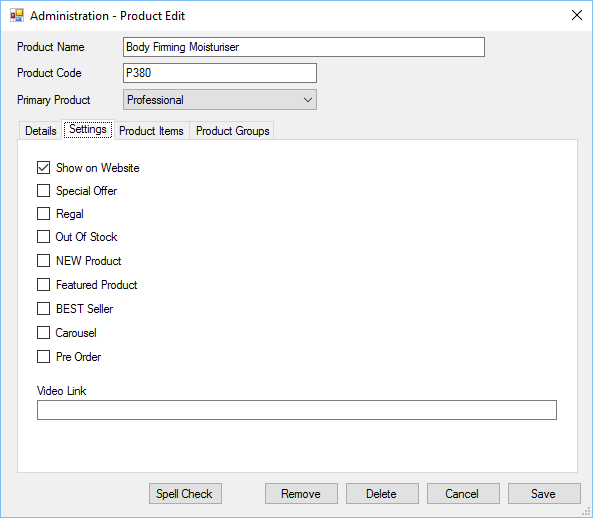 Administration - Product Edit
Product Name Body Firming Moisturiser
Product Code P380
Primary Product Professional
Details Settings Product Items Product Groups
Show on Website
Special Offer
Regal
Out Of Stock
NEW Product
Featured Product
BEST Seller
Carousel
Pre Order
Video Link
Spell Check Remove Delete Cancel Save